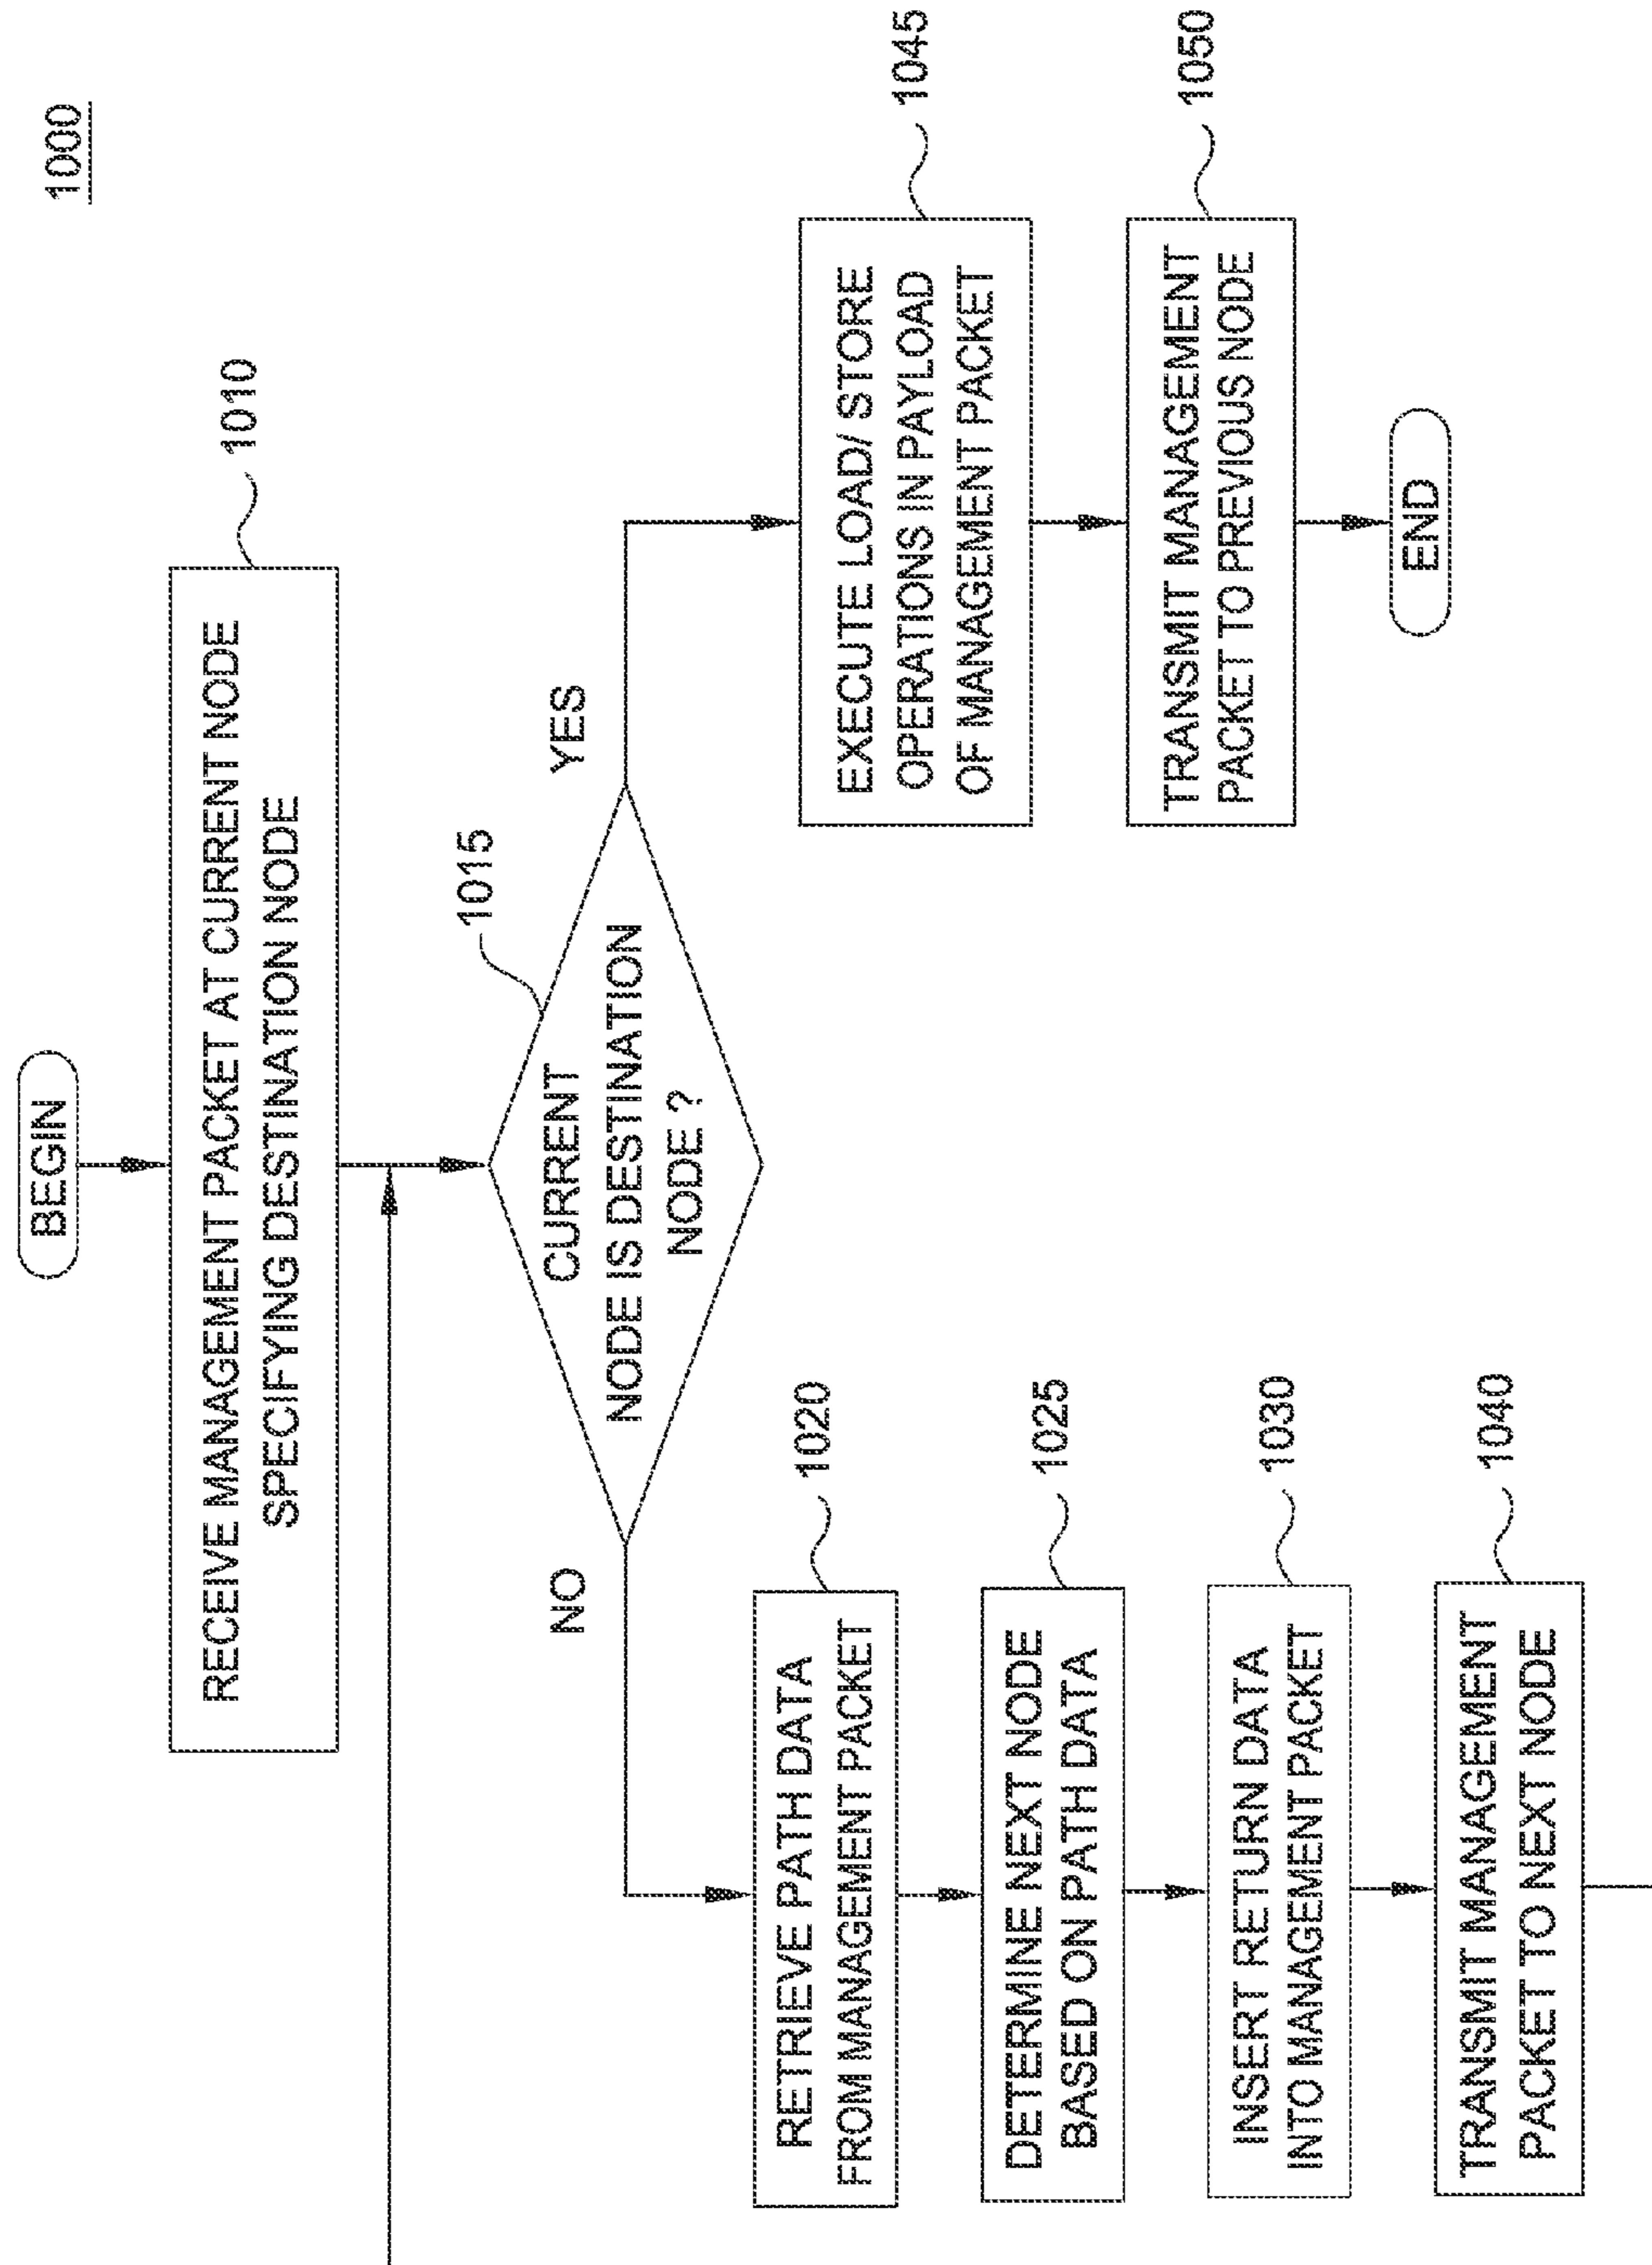 1000
BEGIN
RECEIVE MANAGEMENT PACKET AT CURRENT NODE
SPECIFYING DESTINATION NODE
1010
CURRENT
NODE IS DESTINATION
NODE ?
1015
NO
YES
RETRIEVE PATH DATA
FROM MANAGEMENT PACKET
1020
DETERMINE NEXT NODE
BASED ON PATH DATA
1025
INSERT RETURN DATA
INTO MANAGEMENT PACKET
1030
TRANSMIT MANAGEMENT
PACKET TO NEXT NODE
1040
EXECUTE LOAD/ STORE
OPERATIONS IN PAYLOAD
OF MANAGEMENT PACKET
1045
TRANSMIT MANAGEMENT
PACKET TO PREVIOUS NODE
1050
END